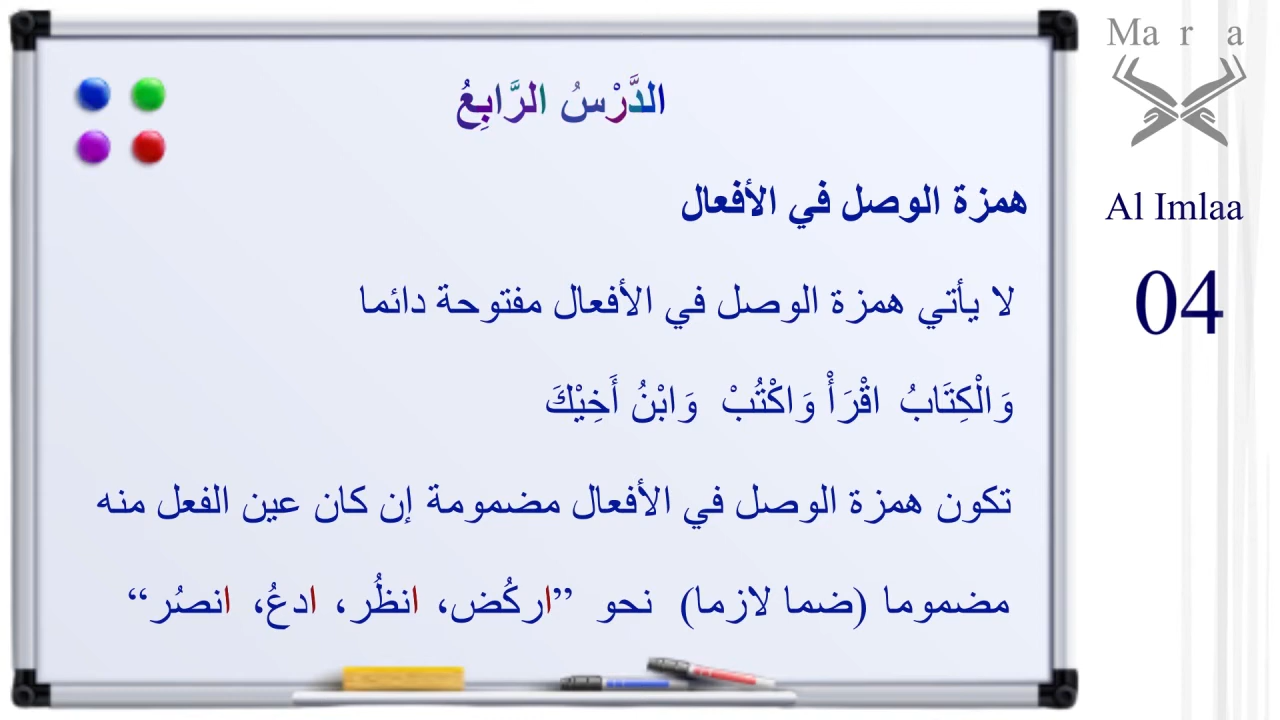 الدَّرْسُ الرَّابِعُ
همزة الوصل في الأفعال
لا يأتي همزة الوصل في الأفعال مفتوحة دائما
وَالْكِتَابُ اقْرَأْ وَاكْتُبْ وَابْنُ أَخِيْكَ
تكون همزة الوصل في الأفعال مضمومة إن كان عين الفعل منه
مضموما (ضما لازما) نحو ”اركُض، انظُر، ادعُ، انصُر“
Ma r a
Al Imlaa
04